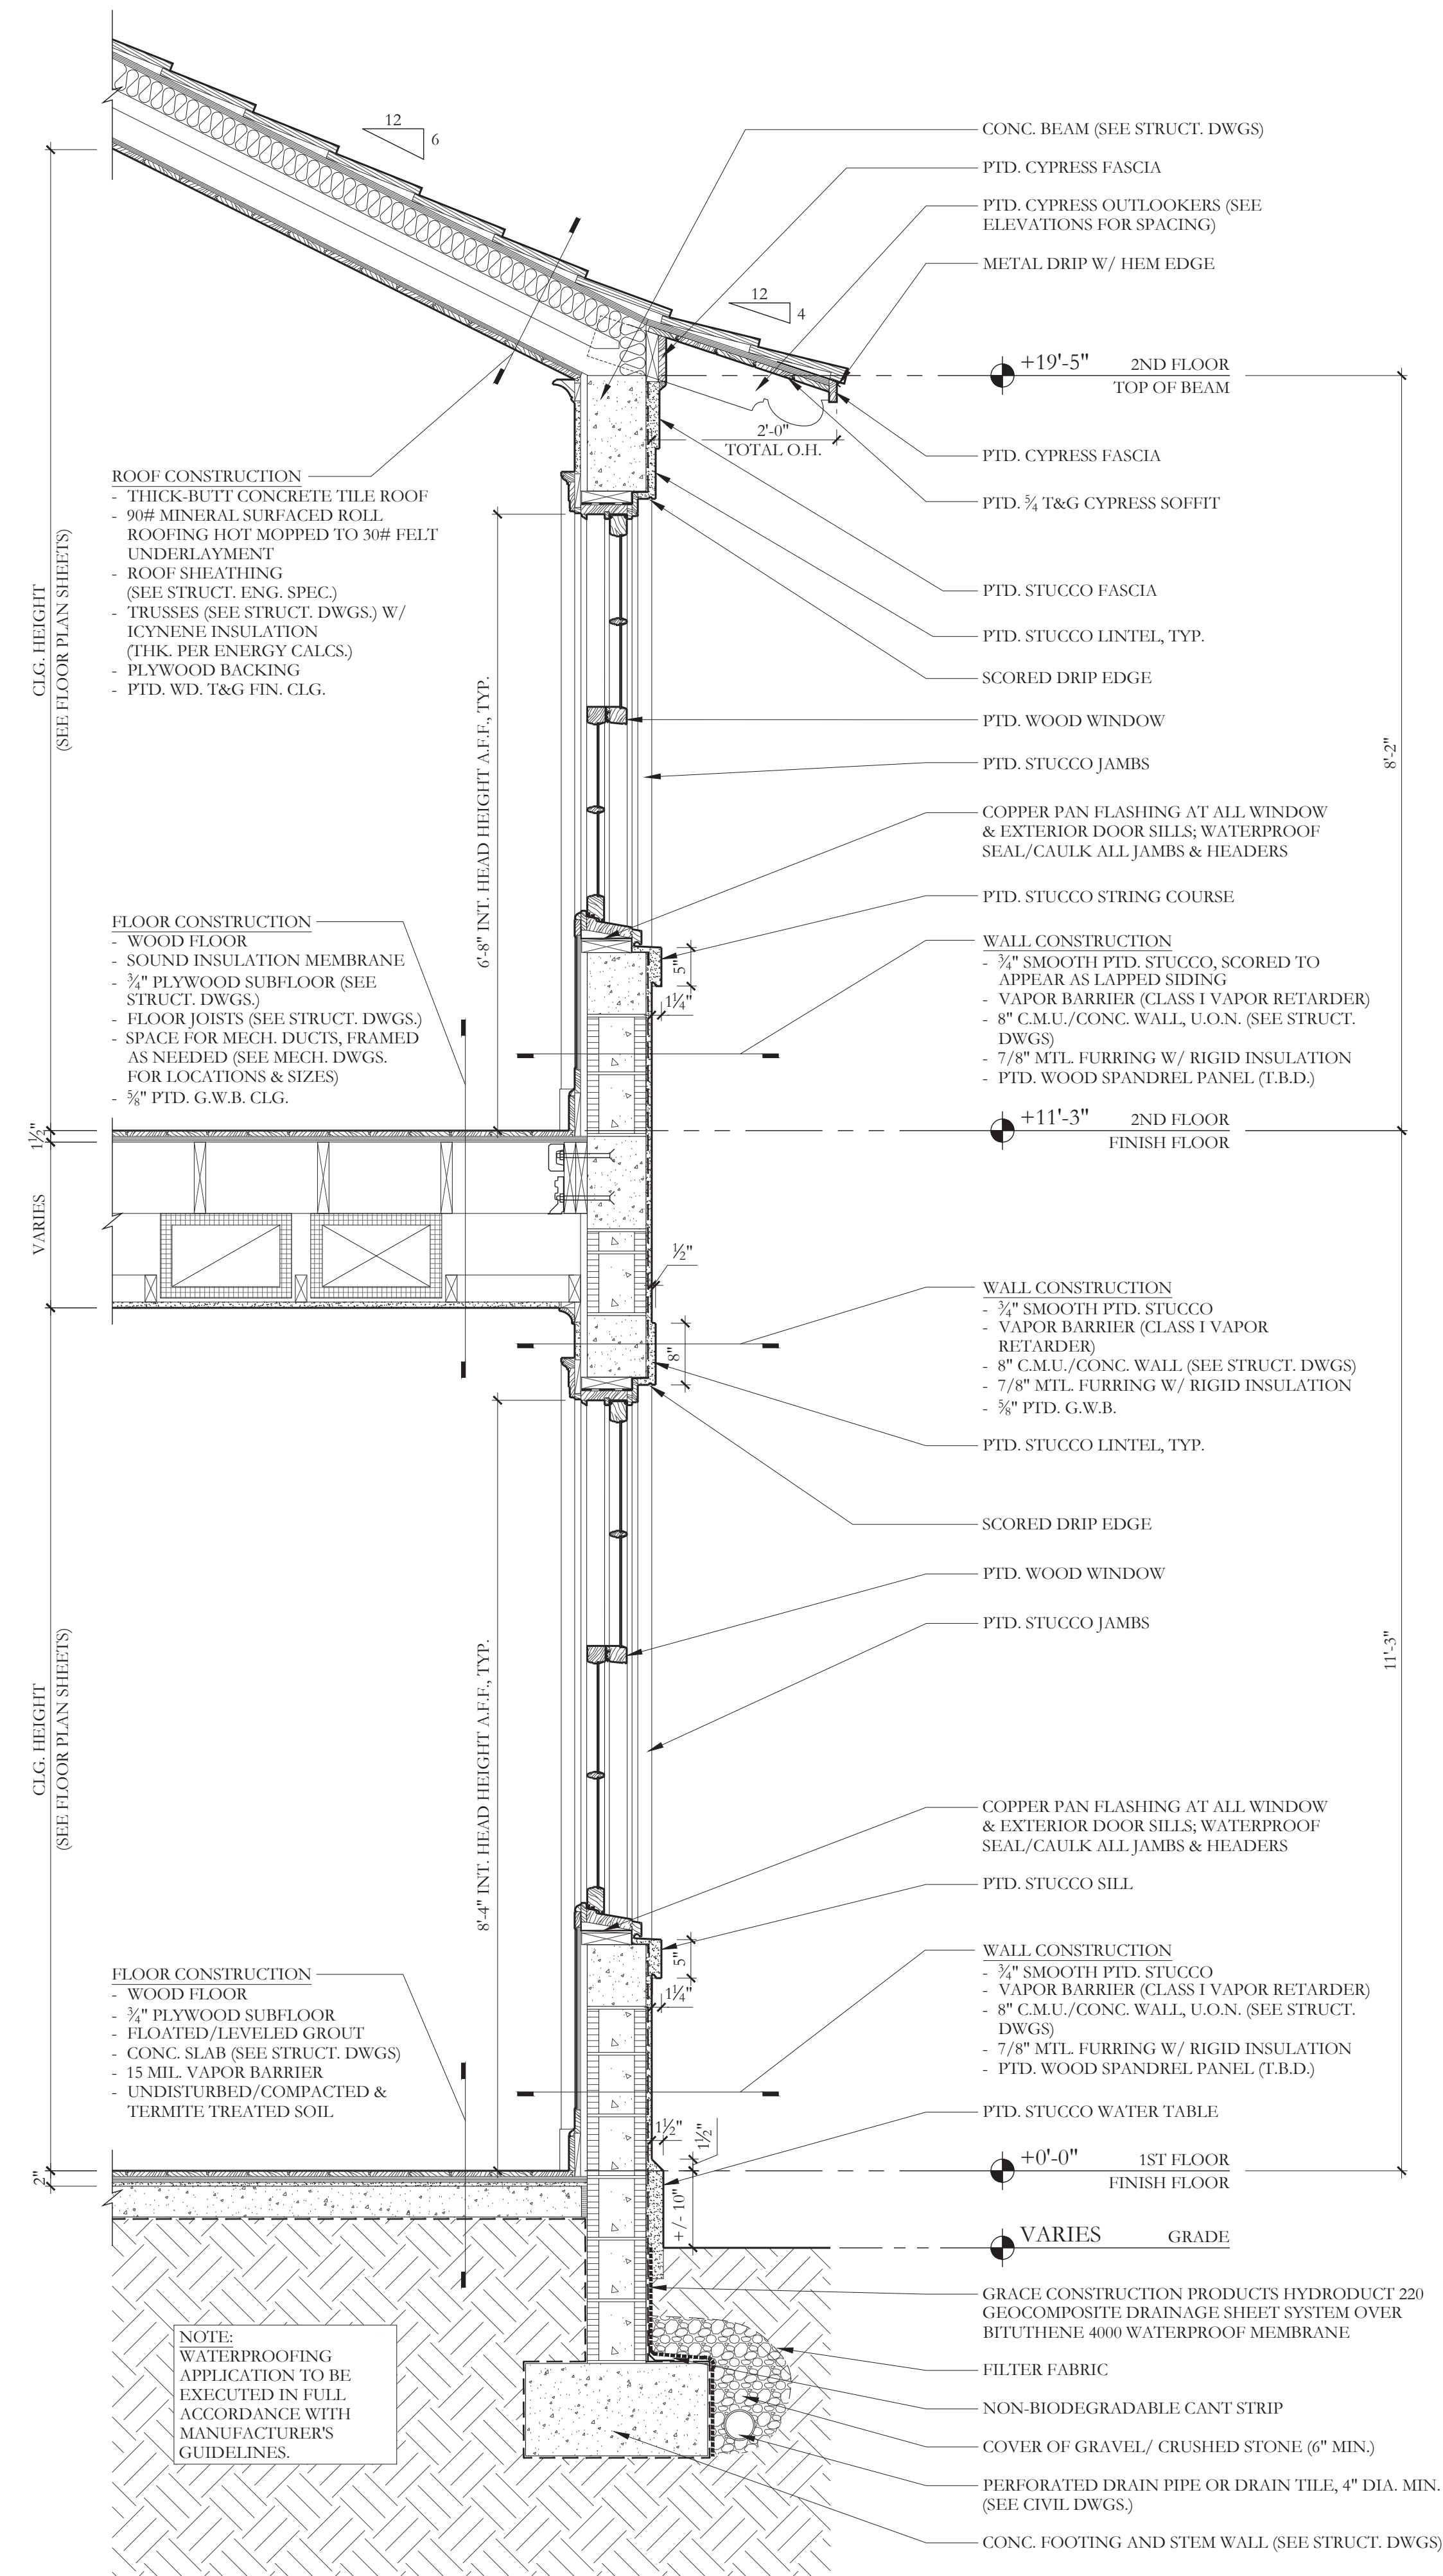 12
6
12
4
CONC. BEAM (SEE STRUCT. DWGS)
PTD. CYPRESS FASCIA
PTD. CYPRESS OUTLOOKERS (SEE
ELEVATIONS FOR SPACING)
METAL DRIP W/ HEM EDGE
+19'-5" 2ND FLOOR
TOP OF BEAM
2'-0"
TOTAL O.H.
PTD. CYPRESS FASCIA
PTD. 5/4 T&G CYPRESS SOFFIT
PTD. STUCCO FASCIA
PTD. STUCCO LINTEL, TYP.
SCORED DRIP EDGE
PTD. WOOD WINDOW
PTD. STUCCO JAMBS
COPPER PAN FLASHING AT ALL WINDOW
& EXTERIOR DOOR SILLS; WATERPROOF
SEAL/CAULK ALL JAMBS & HEADERS
PTD. STUCCO STRING COURSE
WALL CONSTRUCTION
- 3/4" SMOOTH PTD. STUCCO, SCORED TO
APPEAR AS LAPPED SIDING
- VAPOR BARRIER (CLASS I VAPOR RETARDER)
- 8" C.M.U./CONC. WALL, U.O.N. (SEE STRUCT.
DWGS)
- 7/8" MTL. FURRING W/ RIGID INSULATION
- PTD. WOOD SPANDREL PANEL (T.B.D.)
+11'-3" 2ND FLOOR
FINISH FLOOR
WALL CONSTRUCTION
- 3/4" SMOOTH PTD. STUCCO
- VAPOR BARRIER (CLASS I VAPOR
RETARDER)
- 8" C.M.U./CONC. WALL (SEE STRUCT. DWGS)
- 7/8" MTL. FURRING W/ RIGID INSULATION
- 5/8" PTD. G.W.B.
PTD. STUCCO LINTEL, TYP.
SCORED DRIP EDGE
PTD. WOOD WINDOW
PTD. STUCCO JAMBS
COPPER PAN FLASHING AT ALL WINDOW
& EXTERIOR DOOR SILLS; WATERPROOF
SEAL/CAULK ALL JAMBS & HEADERS
PTD. STUCCO SILL
WALL CONSTRUCTION
- 3/4" SMOOTH PTD. STUCCO
- VAPOR BARRIER (CLASS I VAPOR RETARDER)
- 8" C.M.U./CONC. WALL, U.O.N. (SEE STRUCT.
DWGS)
- 7/8" MTL. FURRING W/ RIGID INSULATION
- PTD. WOOD SPANDREL PANEL (T.B.D.)
PTD. STUCCO WATER TABLE
+0'-0" 1ST FLOOR
FINISH FLOOR
VARIES GRADE
GRACE CONSTRUCTION PRODUCTS HYDRODUCT 220
GEOCOMPOSITE DRAINAGE SHEET SYSTEM OVER
BITUTHENE 4000 WATERPROOF MEMBRANE
FILTER FABRIC
NON-BIODEGRADABLE CANT STRIP
COVER OF GRAVEL/ CRUSHED STONE (6" MIN.)
PERFORATED DRAIN PIPE OR DRAIN TILE, 4" DIA. MIN.
(SEE CIVIL DWGS.)
CONC. FOOTING AND STEM WALL (SEE STRUCT. DWGS)
8'-2"
11'-3"
ROOF CONSTRUCTION
- THICK-BUTT CONCRETE TILE ROOF
- 90# MINERAL SURFACED ROLL
ROOFING HOT MOPPED TO 30# FELT
UNDERLAYMENT
- ROOF SHEATHING
(SEE STRUCT. ENG. SPEC.)
- TRUSSES (SEE STRUCT. DWGS.) W/
ICYNENE INSULATION
(THK. PER ENERGY CALCS.)
- PLYWOOD BACKING
- PTD. WD. T&G FIN. CLG.
FLOOR CONSTRUCTION
- WOOD FLOOR
- SOUND INSULATION MEMBRANE
- 3/4" PLYWOOD SUBFLOOR (SEE
STRUCT. DWGS.)
- FLOOR JOISTS (SEE STRUCT. DWGS.)
- SPACE FOR MECH. DUCTS, FRAMED
AS NEEDED (SEE MECH. DWGS.
FOR LOCATIONS & SIZES)
- 5/8" PTD. G.W.B. CLG.
FLOOR CONSTRUCTION
- WOOD FLOOR
- 3/4" PLYWOOD SUBFLOOR
- FLOATED/LEVELED GROUT
- CONC. SLAB (SEE STRUCT. DWGS)
- 15 MIL. VAPOR BARRIER
- UNDISTURBED/COMPACTED &
TERMITE TREATED SOIL
NOTE:
WATERPROOFING
APPLICATION TO BE
EXECUTED IN FULL
ACCORDANCE WITH
MANUFACTURER'S
GUIDELINES.
CLG. HEIGHT
(SEE FLOOR PLAN SHEETS)
1 1/2"
VARIES
CLG. HEIGHT
(SEE FLOOR PLAN SHEETS)
2"
6'-8" INT. HEAD HEIGHT A.F.F., TYP.
8'-4" INT. HEAD HEIGHT A.F.F., TYP.
5"
1 1/4"
1/2"
8"
5"
1 1/4"
1 1/2"
1 1/2"
+/- 10"